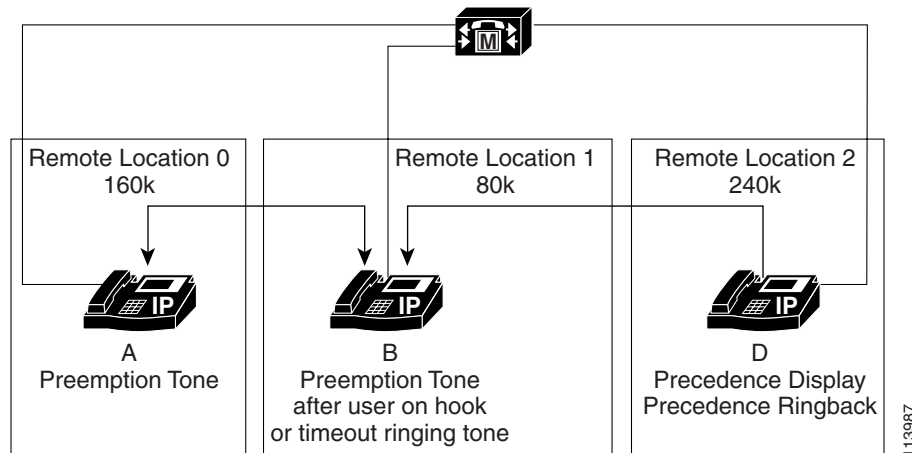 M
Remote Location 0
160k
Remote Location 1
80k
Remote Location 2
240k
IP
IP
IP
A
Preemption Tone
B
Preemption Tone
after user on hook
or timeout ringing tone
D
Precedence Display
Precedence Ringback
113987